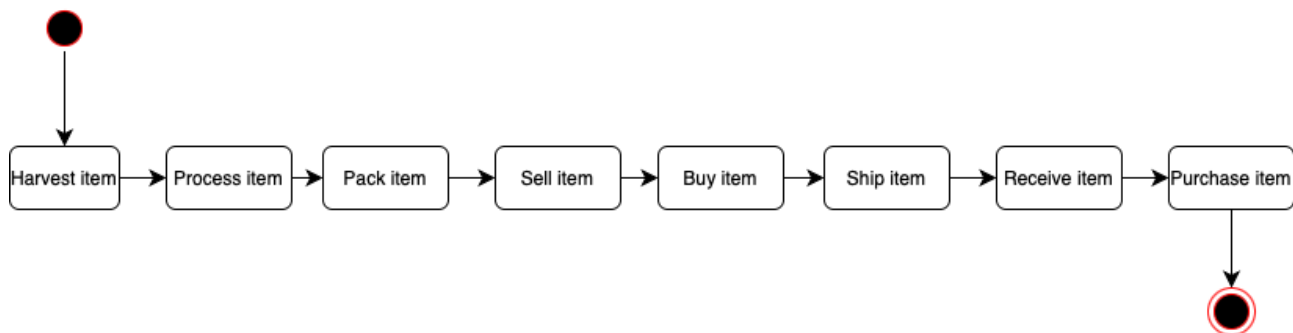 Harvest item
Process item
Pack item
Sell item
Buy item
Ship item
Receive item
Purchase item